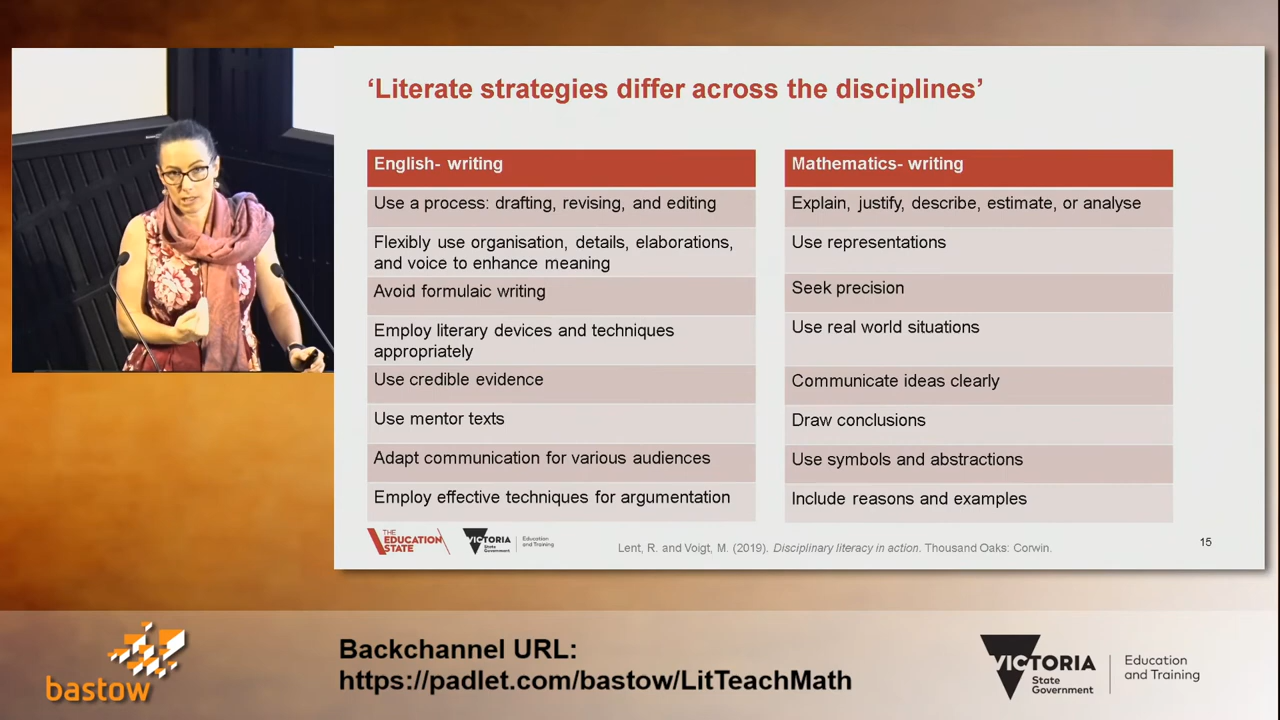 ‘Literate strategies differ across the disciplines’
English- writing
Use a process: drafting, revising, and editing
Flexibly use organisation, details, elaborations,
and voice to enhance meaning
Avoid formulaic writing
Employ literary devices and techniques
appropriately
Use credible evidence
Use mentor texts
Adapt communication for various audiences
Employ effective techniques for argumentation
Mathematics- writing
Explain, justify, describe, estimate, or analyse
Use representations
Seek precision
Use real world situations
Communicate ideas clearly
Draw conclusions
Use symbols and abstractions
Include reasons and examples
THE
EDUCATION
STATE
VICTORIA
State
Government
Education
and Training
Lent, R. and Voigt, M. (2019). Disciplinary literacy in action. Thousand Oaks: Corwin.
15
bastow
Backchannel URL:
https://padlet.com/bastow/LitTeachMath
VICTORIA
State
Government
Education
and Training